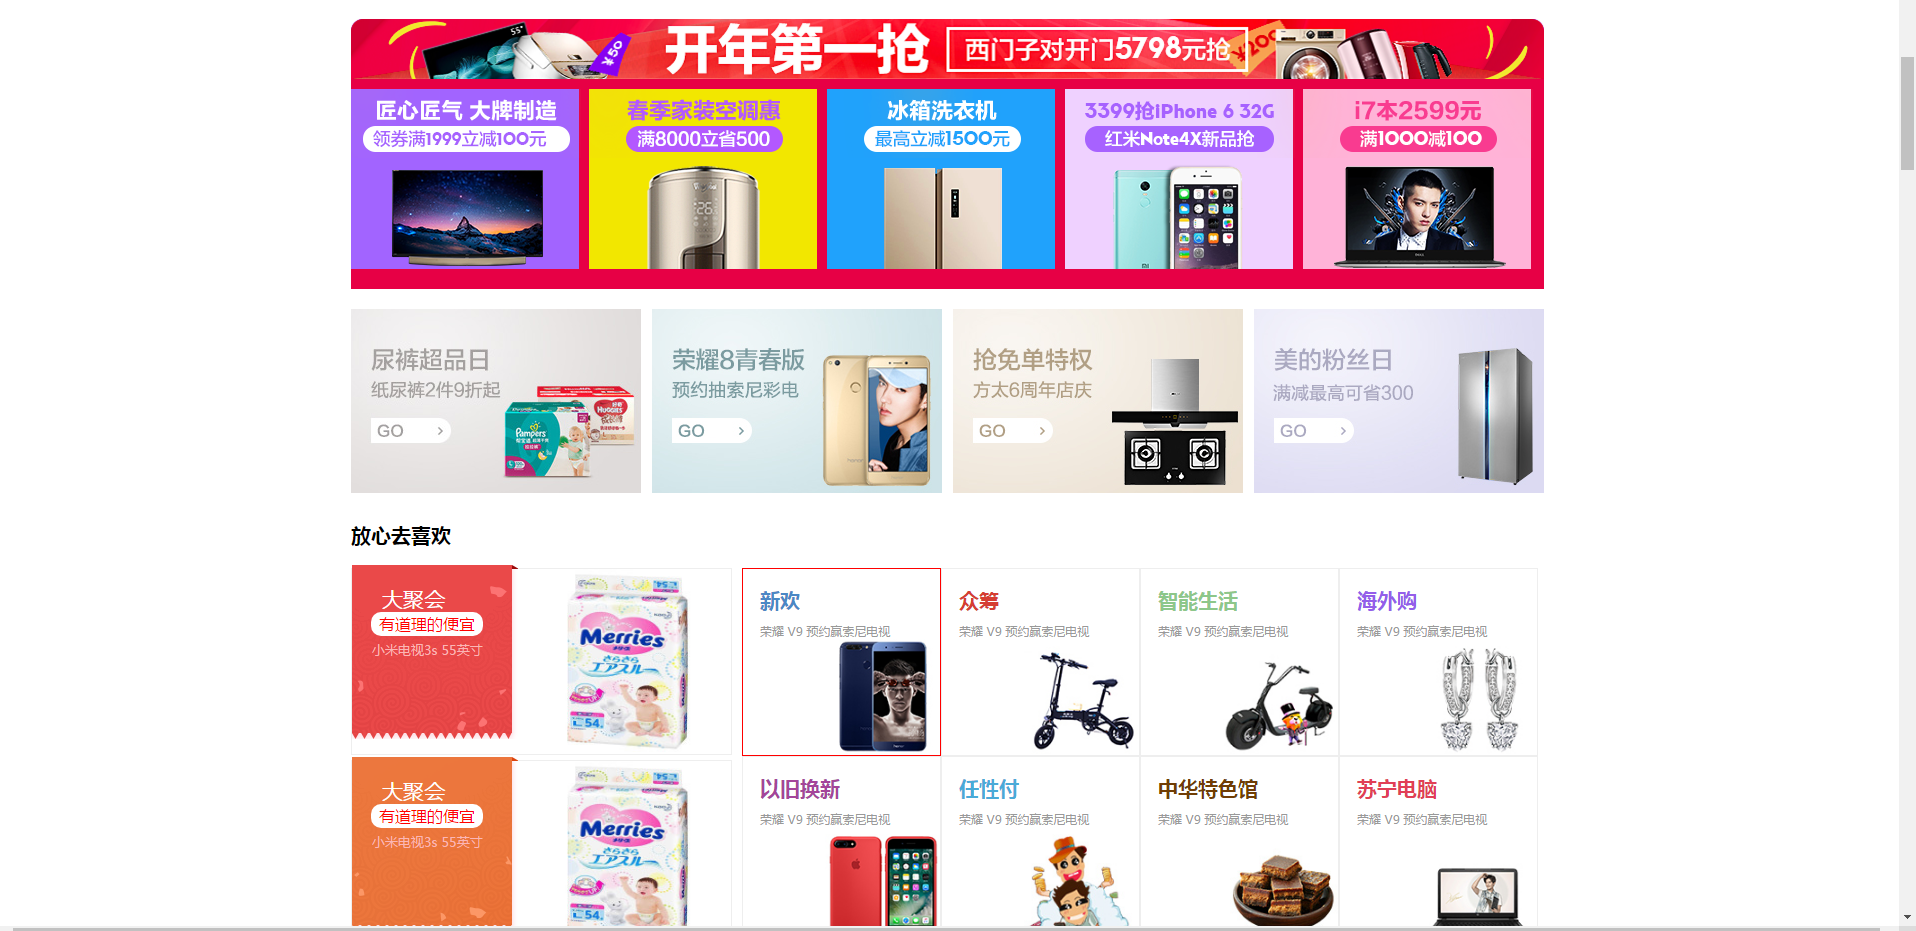 开年第一抢 西门子对开门5798元抢
匠心匠气 大牌制造
领券满1999立减100元
春季家装空调惠
满8000立省500
冰箱洗衣机
最高立减1500元
3399抢iPhone 6 32G
红米Note4X新品抢
i7本2599元
满1000减100
尿裤超品日
纸尿裤2件9折起
GO >
荣耀8青春版
预约抽索尼彩电
GO >
抢免单特权
方太6周年店庆
GO >
美的粉丝日
满减最高可省300
GO >
放心去喜欢
大聚会
有道理的便宜
小米电视3s 55英寸
Merries
新欢
荣耀 V9 预约赢索尼电视
众筹
荣耀 V9 预约赢索尼电视
智能生活
荣耀 V9 预约赢索尼电视
海外购
荣耀 V9 预约赢索尼电视
大聚会
有道理的便宜
小米电视3s 55英寸
Merries
以旧换新
荣耀 V9 预约赢索尼电视
任性付
荣耀 V9 预约赢索尼电视
中华特色馆
荣耀 V9 预约赢索尼电视
苏宁电脑
荣耀 V9 预约赢索尼电视